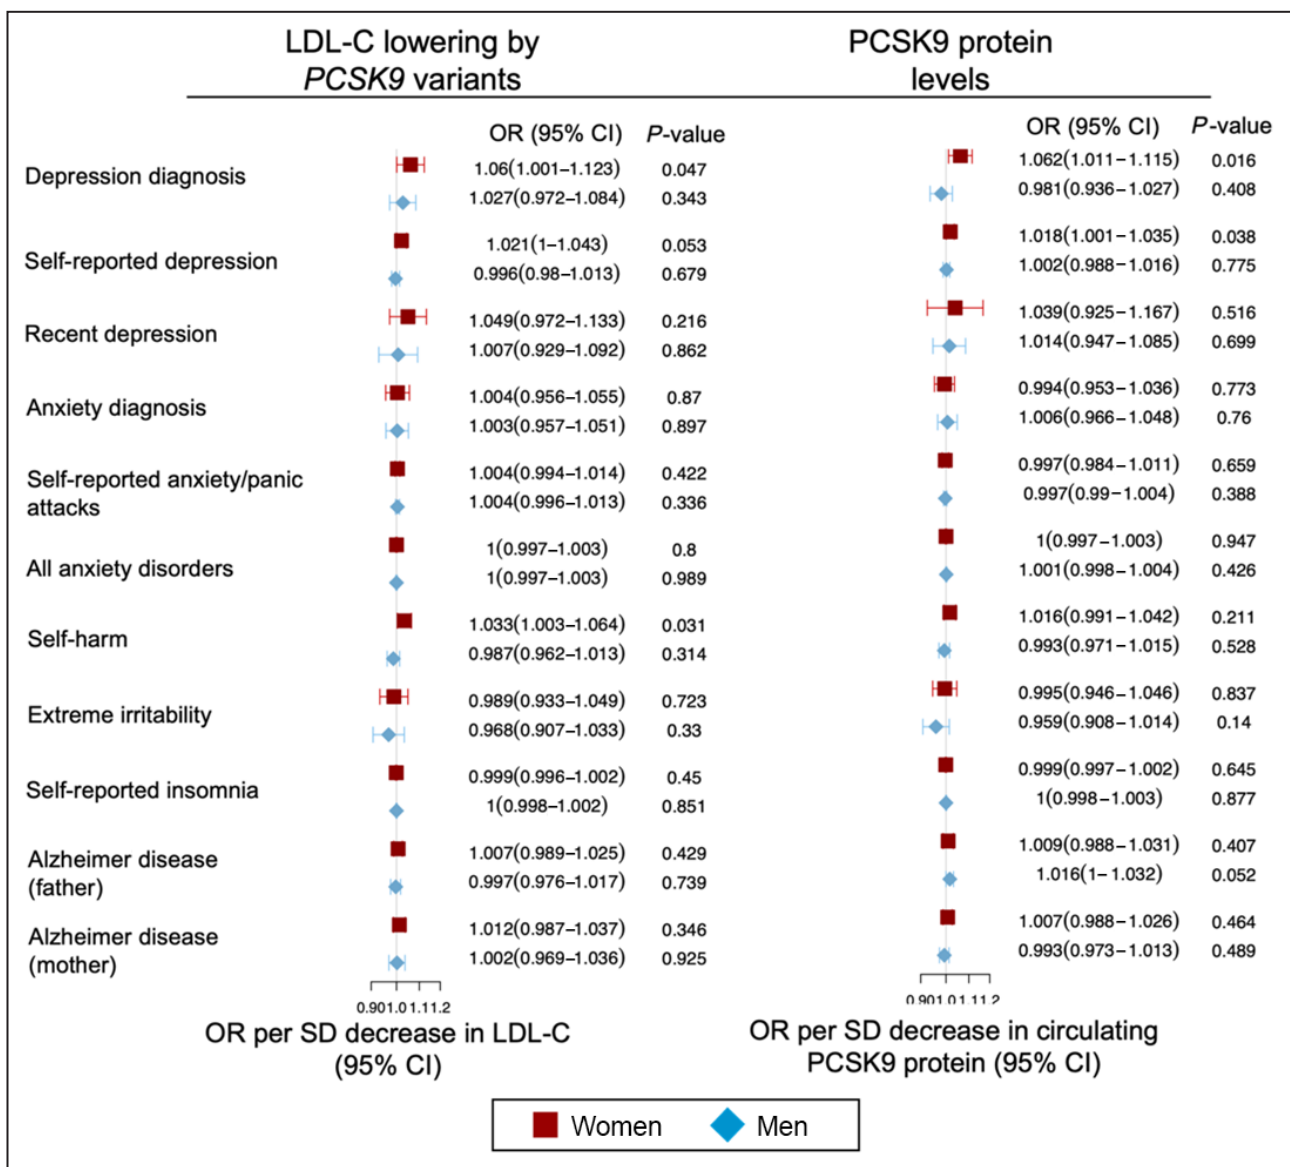 LDL-C lowering by
PCSK9 variants
PCSK9 protein
levels
OR (95% CI) P-value
OR (95% CI) P-value
Depression diagnosis
1.06(1.001–1.123) 0.047
1.062(1.011–1.115) 0.016
1.027(0.972–1.084) 0.343
0.981(0.936–1.027) 0.408
Self-reported depression
1.021(1–1.043) 0.053
1.018(1.001–1.035) 0.038
0.996(0.98–1.013) 0.679
1.002(0.988–1.016) 0.775
Recent depression
1.049(0.972–1.133) 0.216
1.039(0.925–1.167) 0.516
1.007(0.929–1.092) 0.862
1.014(0.947–1.085) 0.699
Anxiety diagnosis
1.004(0.956–1.055) 0.87
0.994(0.953–1.036) 0.773
1.003(0.957–1.051) 0.897
1.006(0.966–1.048) 0.76
Self-reported anxiety/panic
attacks
1.004(0.994–1.014) 0.422
0.997(0.984–1.011) 0.659
1.004(0.996–1.013) 0.336
0.997(0.99–1.004) 0.388
All anxiety disorders
1(0.997–1.003) 0.8
1(0.997–1.003) 0.947
1(0.997–1.003) 0.989
1.001(0.998–1.004) 0.426
Self-harm
1.033(1.003–1.064) 0.031
1.016(0.991–1.042) 0.211
0.987(0.962–1.013) 0.314
0.993(0.971–1.015) 0.528
Extreme irritability
0.989(0.933–1.049) 0.723
0.995(0.946–1.046) 0.837
0.968(0.907–1.033) 0.33
0.959(0.908–1.014) 0.14
Self-reported insomnia
0.999(0.996–1.002) 0.45
0.999(0.997–1.002) 0.645
1(0.998–1.002) 0.851
1(0.998–1.003) 0.877
Alzheimer disease
(father)
1.007(0.989–1.025) 0.429
1.009(0.988–1.031) 0.407
0.997(0.976–1.017) 0.739
1.016(1–1.032) 0.052
Alzheimer disease
(mother)
1.012(0.987–1.037) 0.346
1.007(0.988–1.026) 0.464
1.002(0.969–1.036) 0.925
0.993(0.973–1.013) 0.489
0.901.01.11.2
0.901.01.11.2
OR per SD decrease in LDL-C
(95% CI)
OR per SD decrease in circulating
PCSK9 protein (95% CI)
Women Men